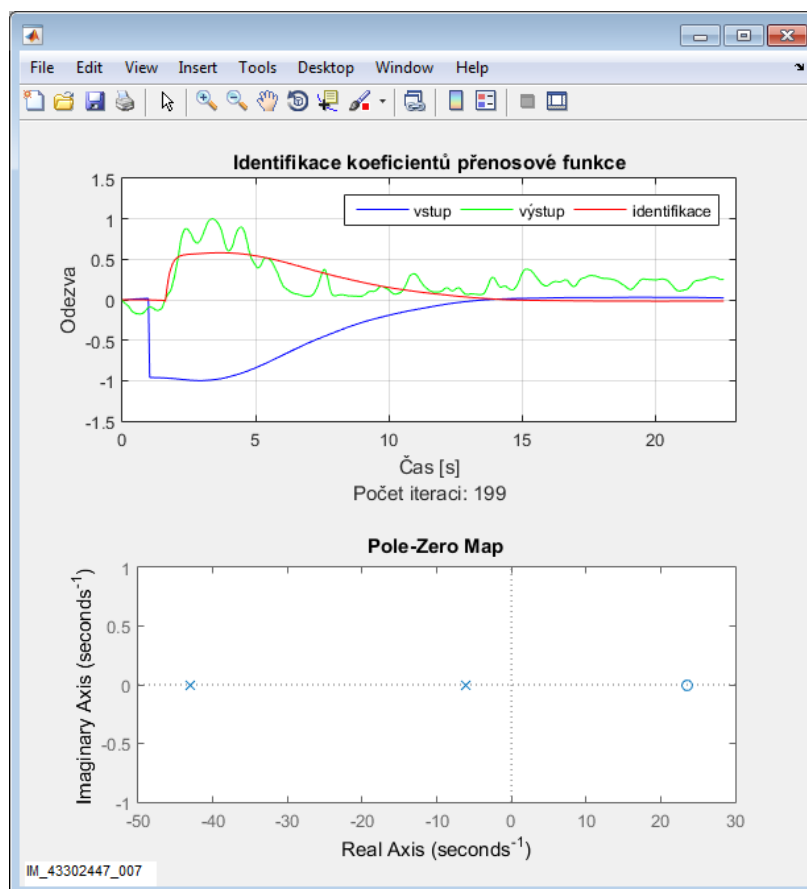 File Edit View Insert Tools Desktop Window Help
Identifikace koeficientů přenosové funkce
1.5
1
0.5
0
-0.5
-1
-1.5
Odezva
vstup výstup identifikace
0 5 10 15 20
Čas [s]
Počet iteraci: 199
Pole-Zero Map
1
0.5
0
-0.5
-1
Imaginary Axis (seconds⁻¹)
-50 -40 -30 -20 -10 0 10 20 30
Real Axis (seconds⁻¹)
IM_43302447_007